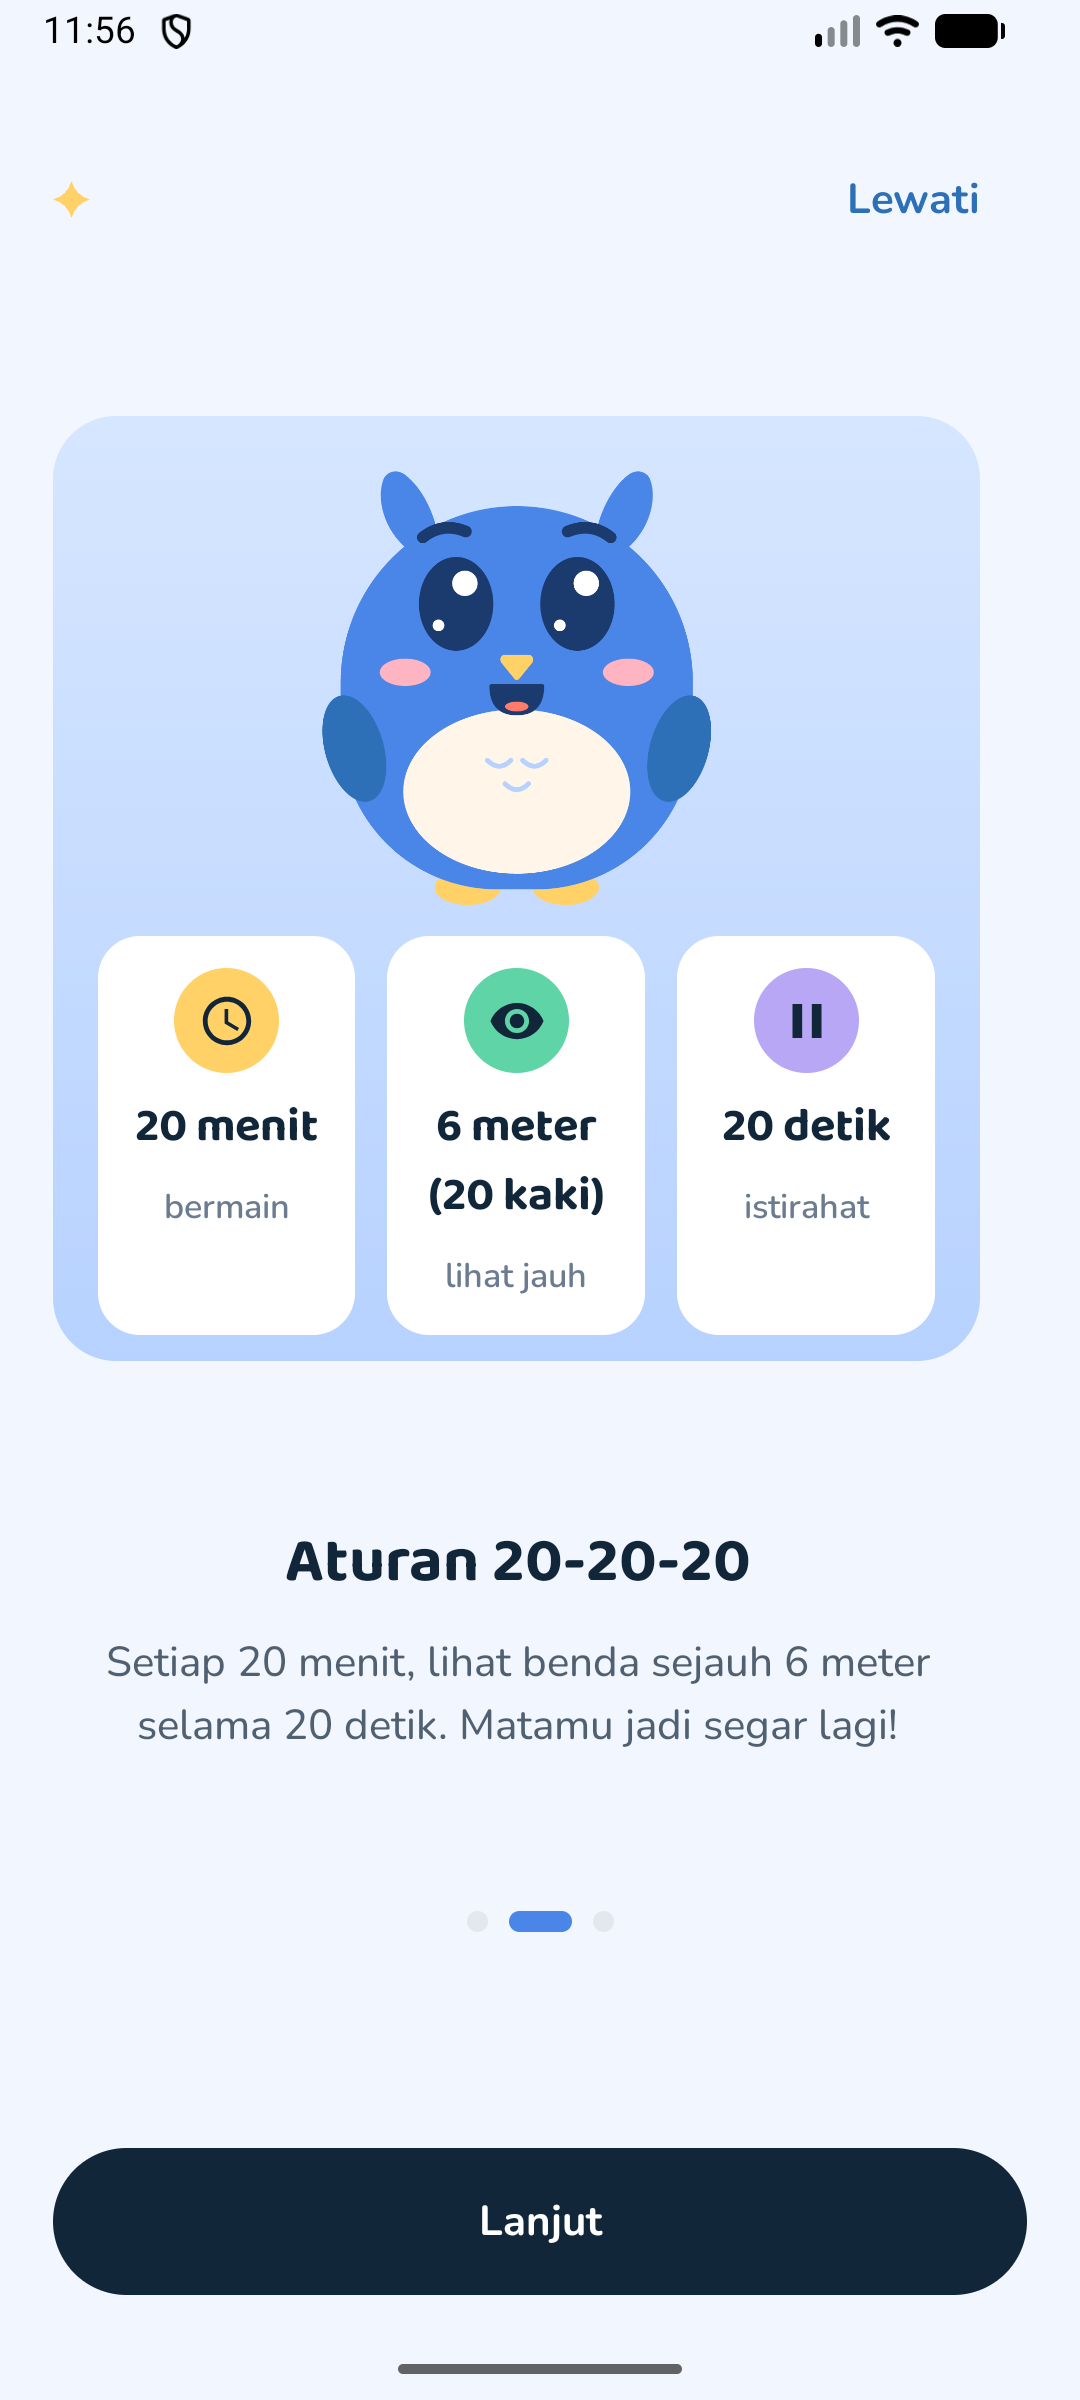 11:56
Lewati
20 menit
bermain
6 meter
(20 kaki)
lihat jauh
20 detik
istirahat
Aturan 20-20-20
Setiap 20 menit, lihat benda sejauh 6 meter
selama 20 detik. Matamu jadi segar lagi!
Lanjut